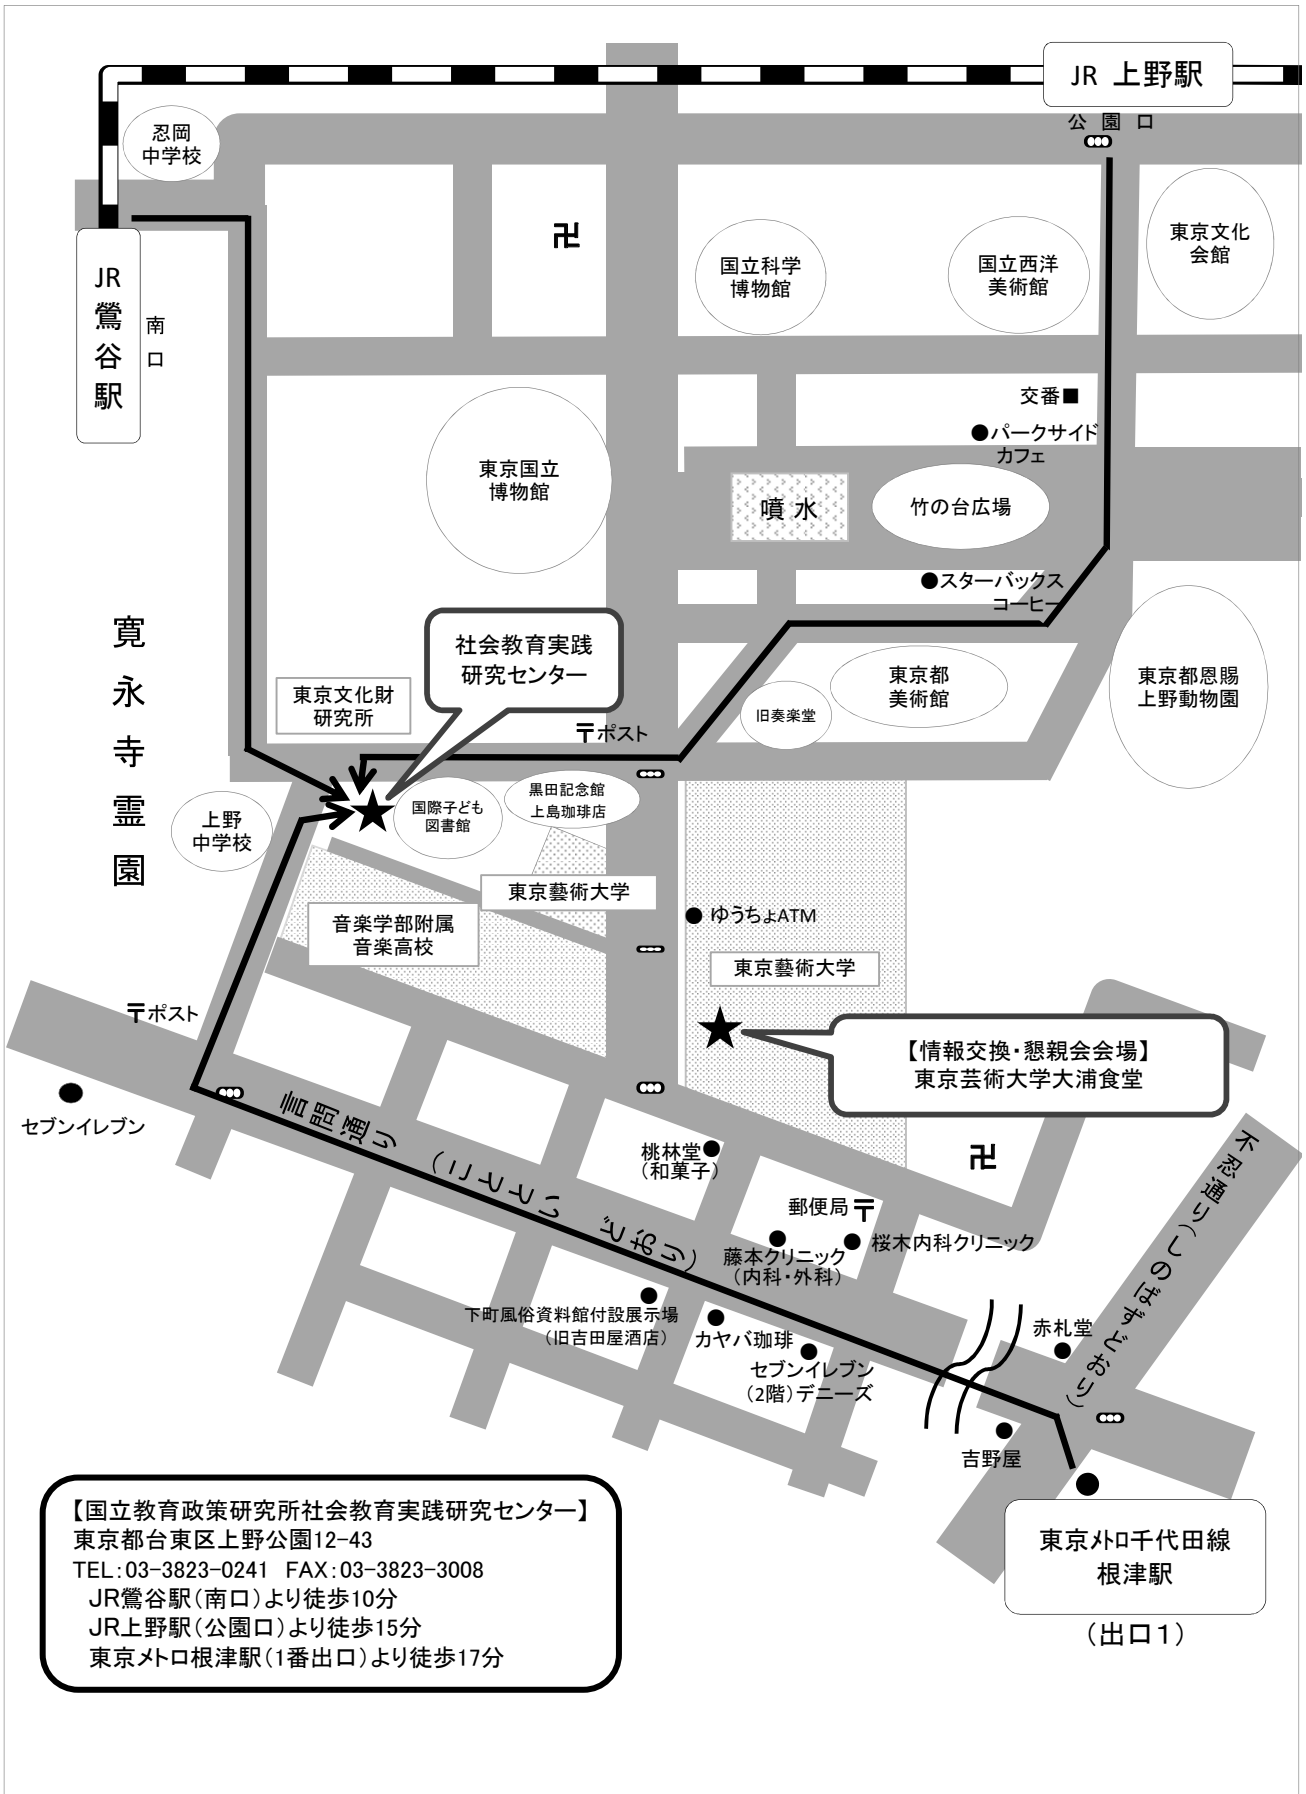 JR 上野駅
公園口
忍岡
中学校
JR
鶯
谷
駅
南
口
卍
国立科学
博物館
国立西洋
美術館
東京文化
会館
交番■
●パークサイド
カフェ
東京国立
博物館
噴水
竹の台広場
●スターバックス
コーヒー
寛
永
寺
霊
園
社会教育実践
研究センター
東京文化財
研究所
〒ポスト
旧奏楽堂
東京都
美術館
東京都恩賜
上野動物園
上野
中学校
国際子ども
図書館
黒田記念館
上島珈琲店
東京藝術大学
音楽学部附属
音楽高校
ゆうちょATM
東京藝術大学
〒ポスト
【情報交換・懇親会会場】
東京芸術大学大浦食堂
セブンイレブン
言問通り（ことといどおり）
桃林堂
（和菓子）
卍
不忍通り（しのばずどおり）
郵便局〒
藤本クリニック
（内科・外科）
桜木内科クリニック
下町風俗資料館付設展示場
（旧吉田屋酒店）
カヤバ珈琲
セブンイレブン
（2階）デニーズ
赤札堂
吉野屋
東京メトロ千代田線
根津駅
（出口１）
【国立教育政策研究所社会教育実践研究センター】
東京都台東区上野公園12-43
TEL：03-3823-0241 FAX：03-3823-3008
JR鶯谷駅（南口）より徒歩10分
JR上野駅（公園口）より徒歩15分
東京メトロ根津駅（1番出口）より徒歩17分